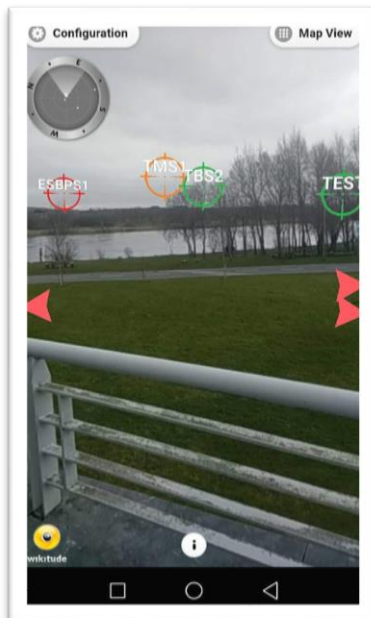 Configuration
Map View
E
N
S
W
TMS1
TBS2
ESBPS1
TEST
i
wikitude